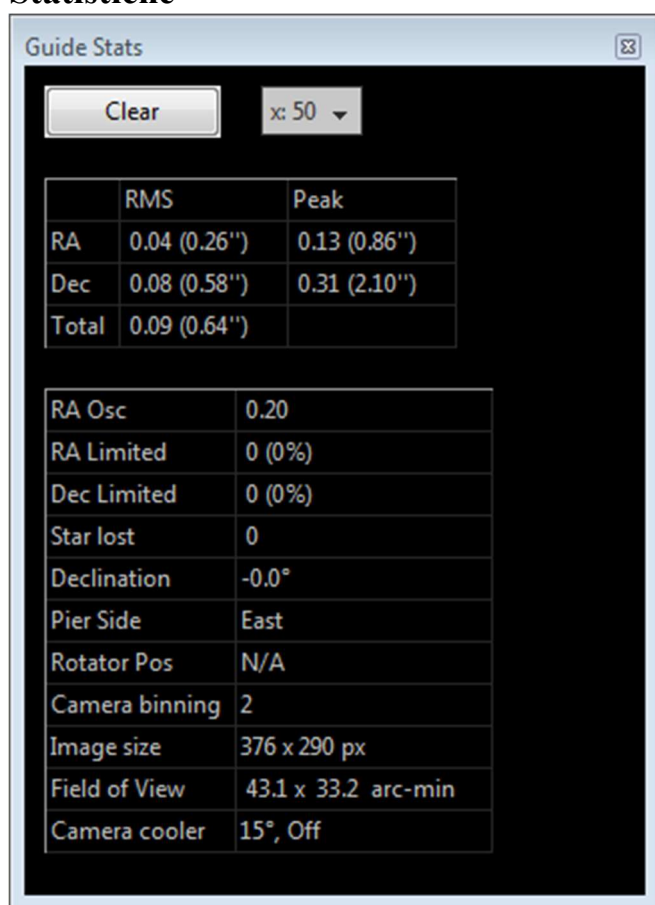 Statistiche
Guide Stats
Clear x: 50
RMS Peak
RA 0.04 (0.26'') 0.13 (0.86'')
Dec 0.08 (0.58'') 0.31 (2.10'')
Total 0.09 (0.64'')
RA Osc 0.20
RA Limited 0 (0%)
Dec Limited 0 (0%)
Star lost 0
Declination -0.0°
Pier Side East
Rotator Pos N/A
Camera binning 2
Image size 376 x 290 px
Field of View 43.1 x 33.2 arc-min
Camera cooler 15°, Off